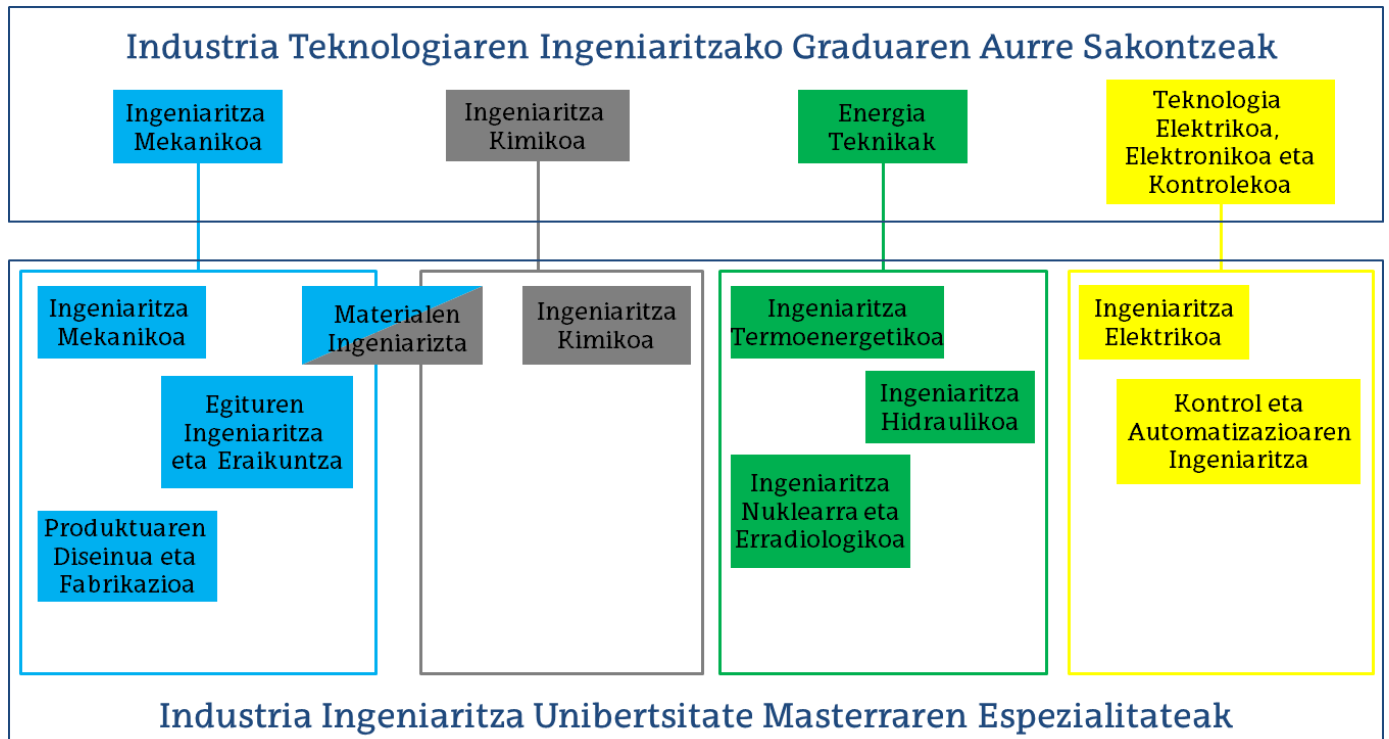 Industria Teknologiaren Ingeniaritzako Graduaren Aurre Sakontzeak
Ingeniaritza
Mekanikoa
Ingeniaritza
Kimikoa
Energia
Teknikak
Teknologia
Elektrikoa,
Elektronikoa eta
Kontrolekoa
Ingeniaritza
Mekanikoa
Egituren
Ingeniaritza
eta Eraikuntza
Produktuaren
Diseinua eta
Fabrikazioa
Materialen
Ingeniarizta
Ingeniaritza
Kimikoa
Ingeniaritza
Termoenergetikoa
Ingeniaritza
Hidraulikoa
Ingeniaritza
Nuklearra eta
Erradiologikoa
Ingeniaritza
Elektrikoa
Kontrol eta
Automatizazioaren
Ingeniaritza
Industria Ingeniaritza Unibertsitate Masterraren Espezialitateak